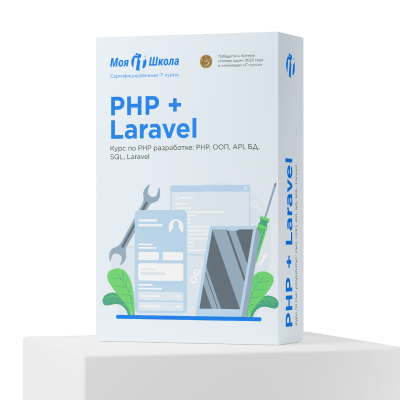 Моя IT Школа
Сертифицированные IT курсы
PHP +
Laravel
Курс по PHP разработке: PHP, ООП, API, БД,
SQL, Laravel
PHP + Laravel